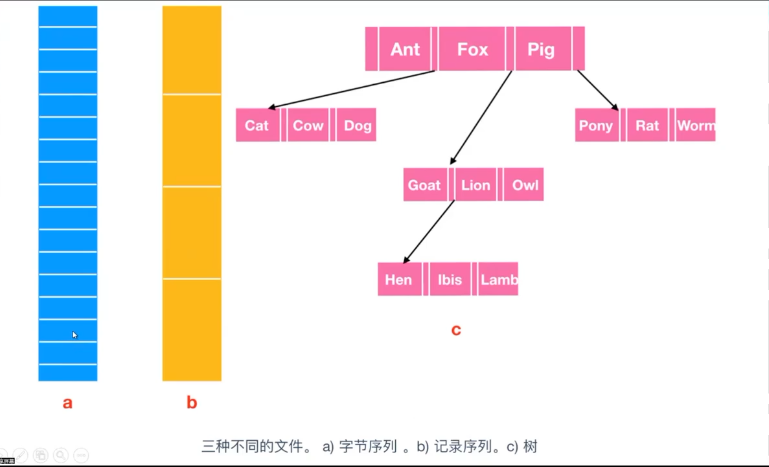 Ant Fox Pig
Cat Cow Dog
Pony Rat Worm
Goat Lion Owl
Hen Ibis Lamb
c
a
b
三种不同的文件。 a) 字节序列 。b) 记录序列。c) 树